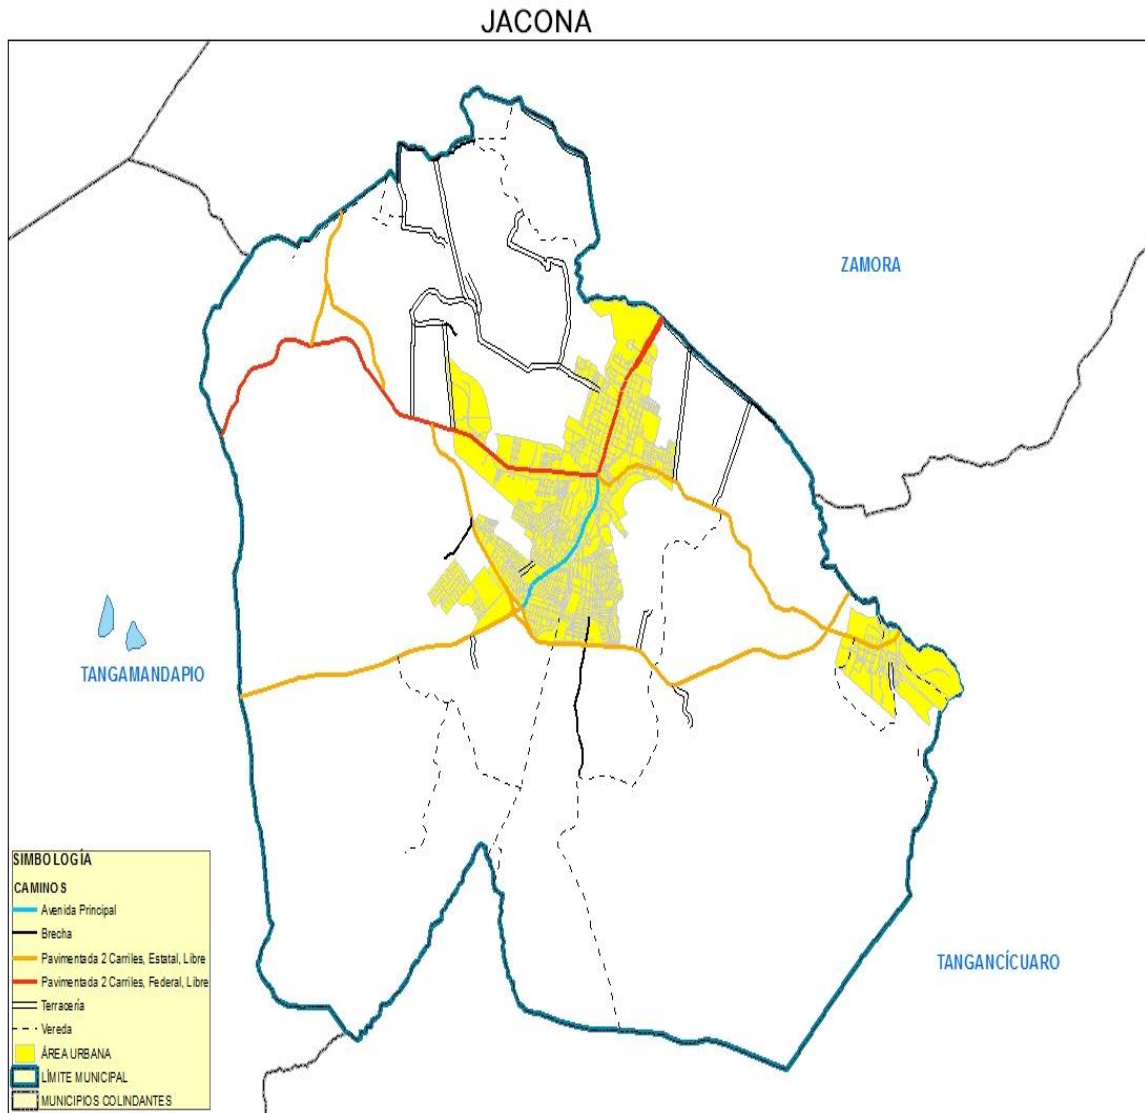 JACONA
ZAMORA
TANGAMANDAPIO
TANGANCÍCUARO
SIMBOLOGÍA
CAMINOS
Avenida Principal
Brecha
Pavimentada 2 Carriles, Estatal, Libre
Pavimentada 2 Carriles, Federal, Libre
Terracería
Vereda
ÁREA URBANA
LÍMITE MUNICIPAL
MUNICIPIOS COLINDANTES